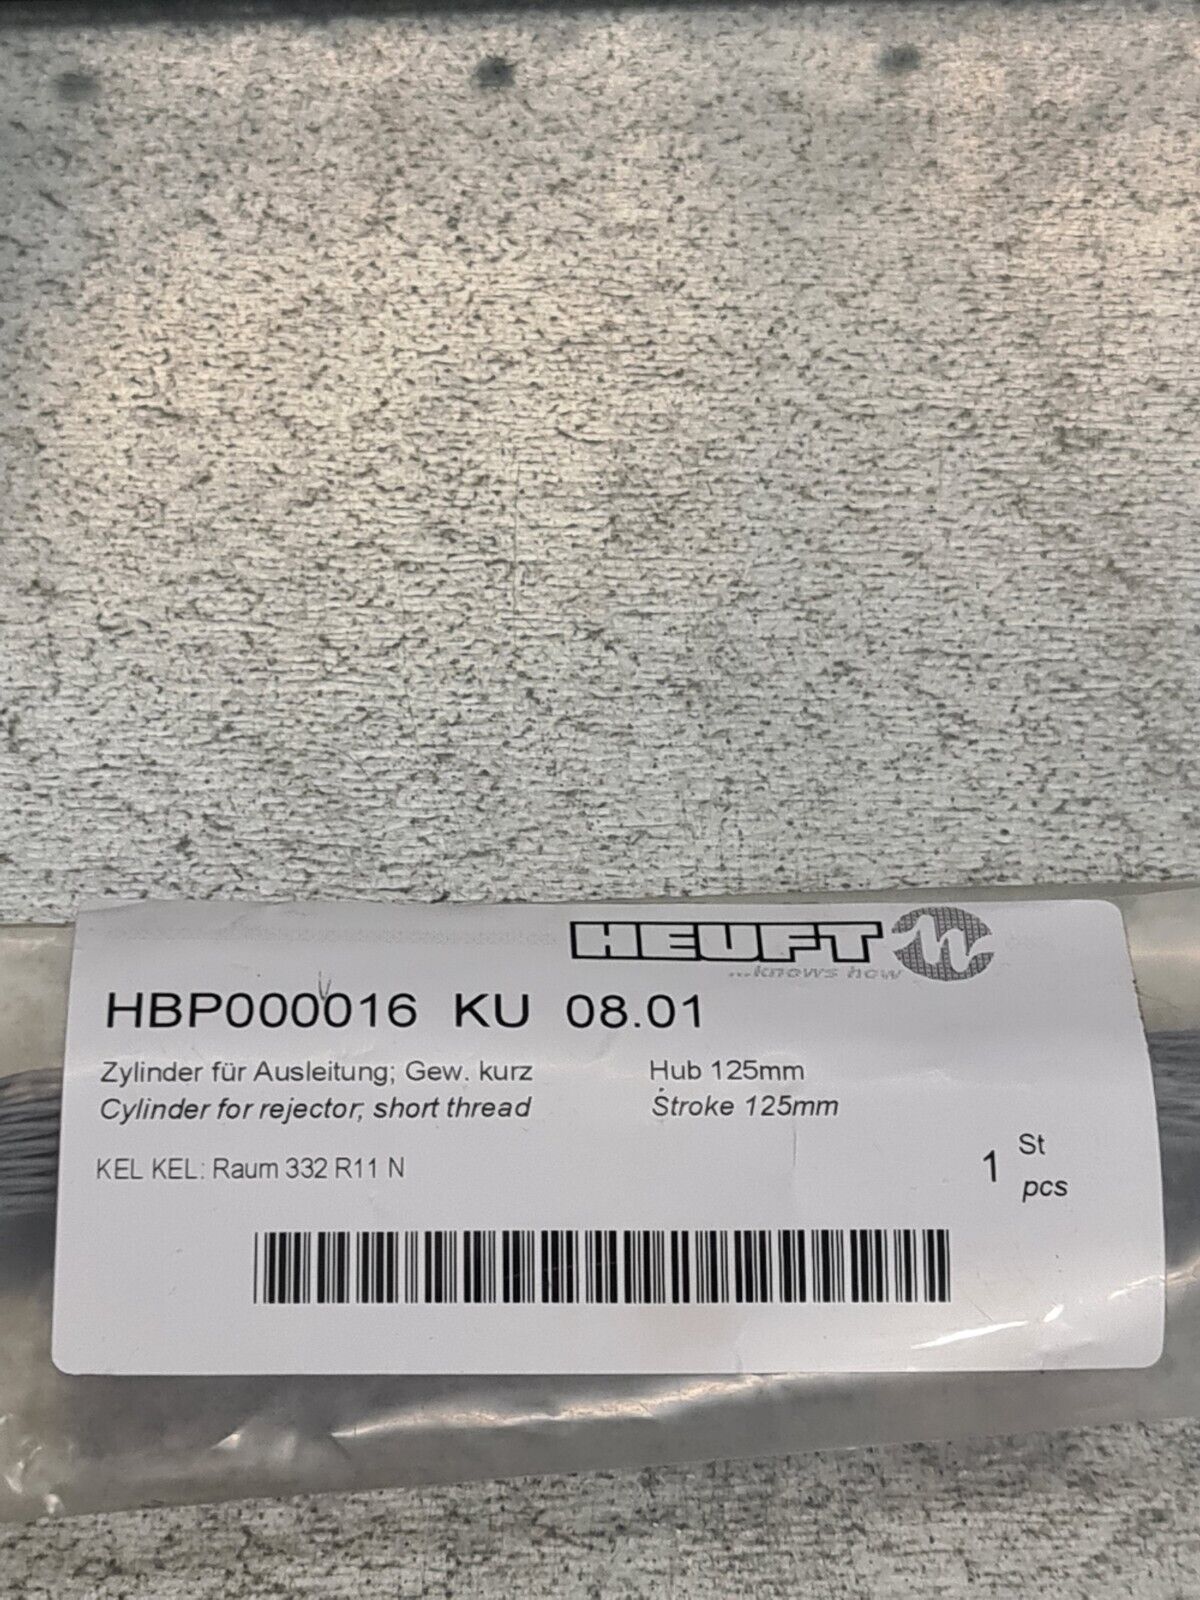 HEUFT
...knows how
HBP000016 KU 08.01
Zylinder für Ausleitung; Gew. kurz Hub 125mm
Cylinder for rejector; short thread Stroke 125mm
KEL KEL: Raum 332 R11 N
1 St
pcs